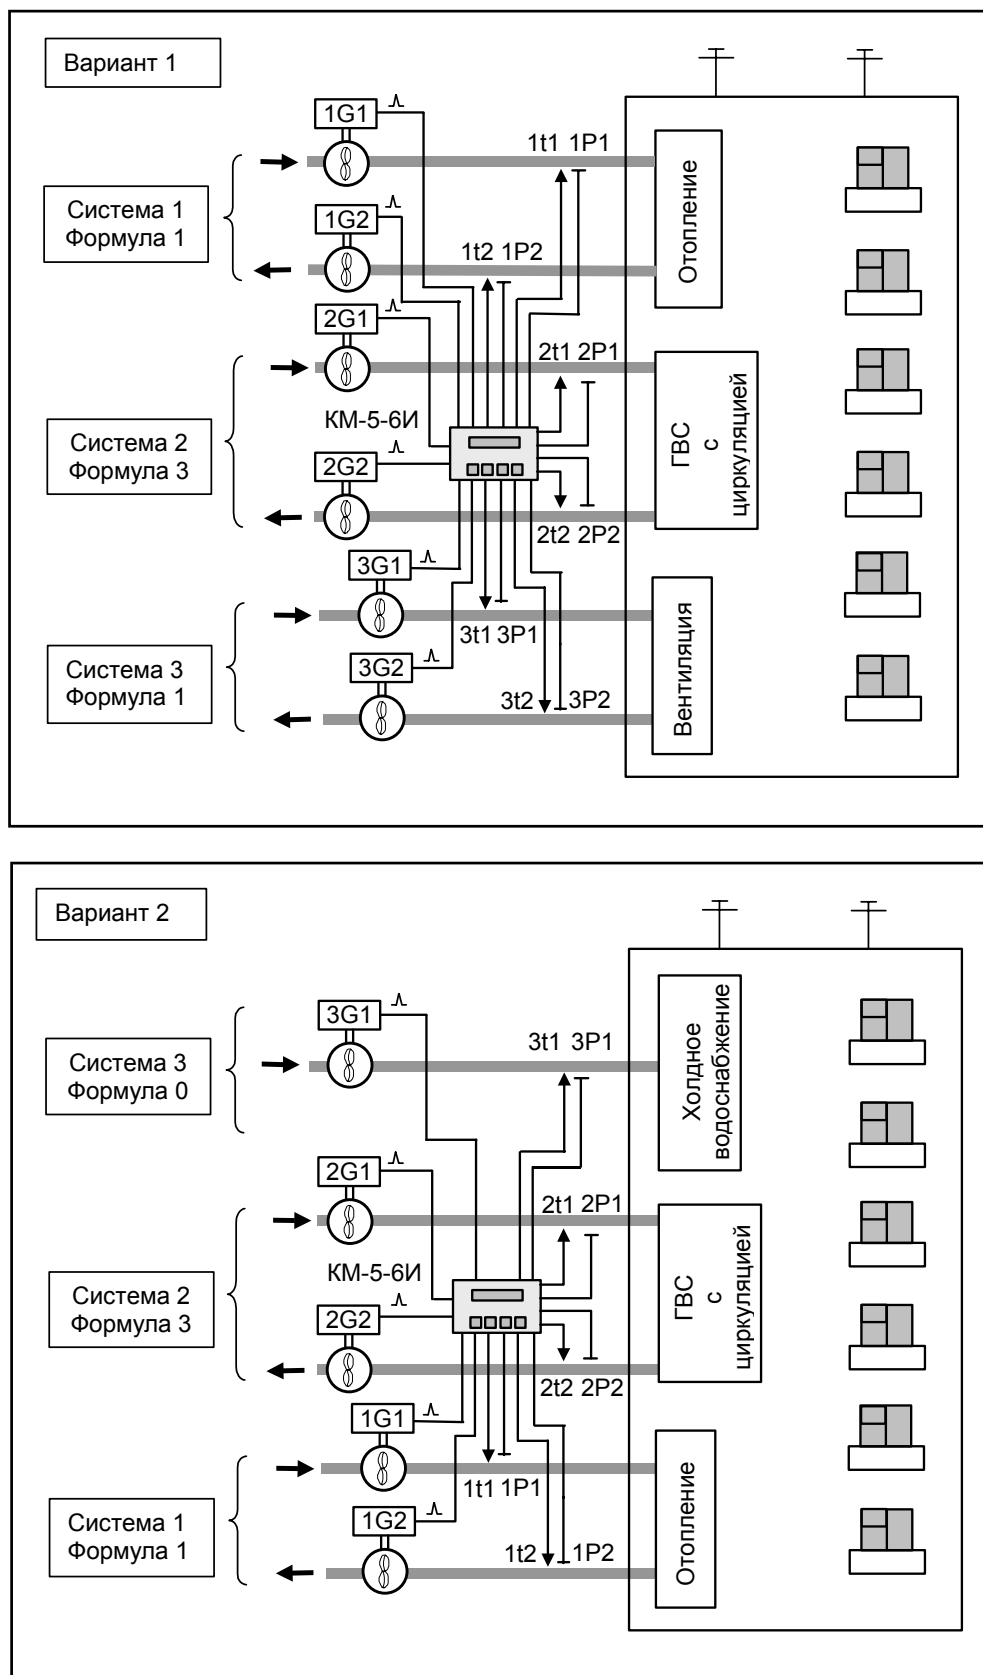 Вариант 1
1G1
1t1 1P1
Отопление
Система 1
Формула 1
1G2
1t2 1P2
2G1
2t1 2P1
ГВС
с
циркуляцией
КМ-5-6И
Система 2
Формула 3
2G2
2t2 2P2
3G1
3t1 3P1
Вентиляция
Система 3
Формула 1
3G2
3t2 3P2
Вариант 2
3G1
3t1 3P1
Холдное
водоснабжение
Система 3
Формула 0
2G1
2t1 2P1
ГВС
с
циркуляцией
КМ-5-6И
Система 2
Формула 3
2G2
2t2 2P2
1G1
1t1 1P1
Отопление
Система 1
Формула 1
1G2
1t2 1P2